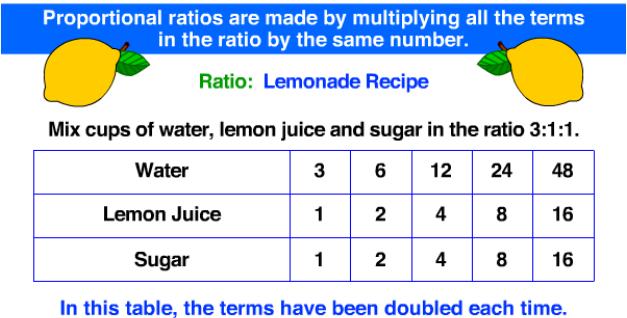 Proportional ratios are made by multiplying all the terms
in the ratio by the same number.
Ratio: Lemonade Recipe
Mix cups of water, lemon juice and sugar in the ratio 3:1:1.
Water 3 6 12 24 48
Lemon Juice 1 2 4 8 16
Sugar 1 2 4 8 16
In this table, the terms have been doubled each time.